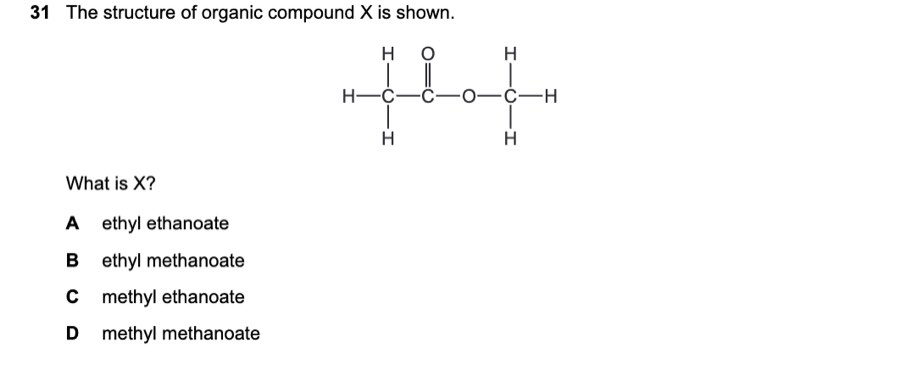 31 The structure of organic compound X is shown.
H O H
H C C O C H
H H
What is X?
A ethyl ethanoate
B ethyl methanoate
C methyl ethanoate
D methyl methanoate